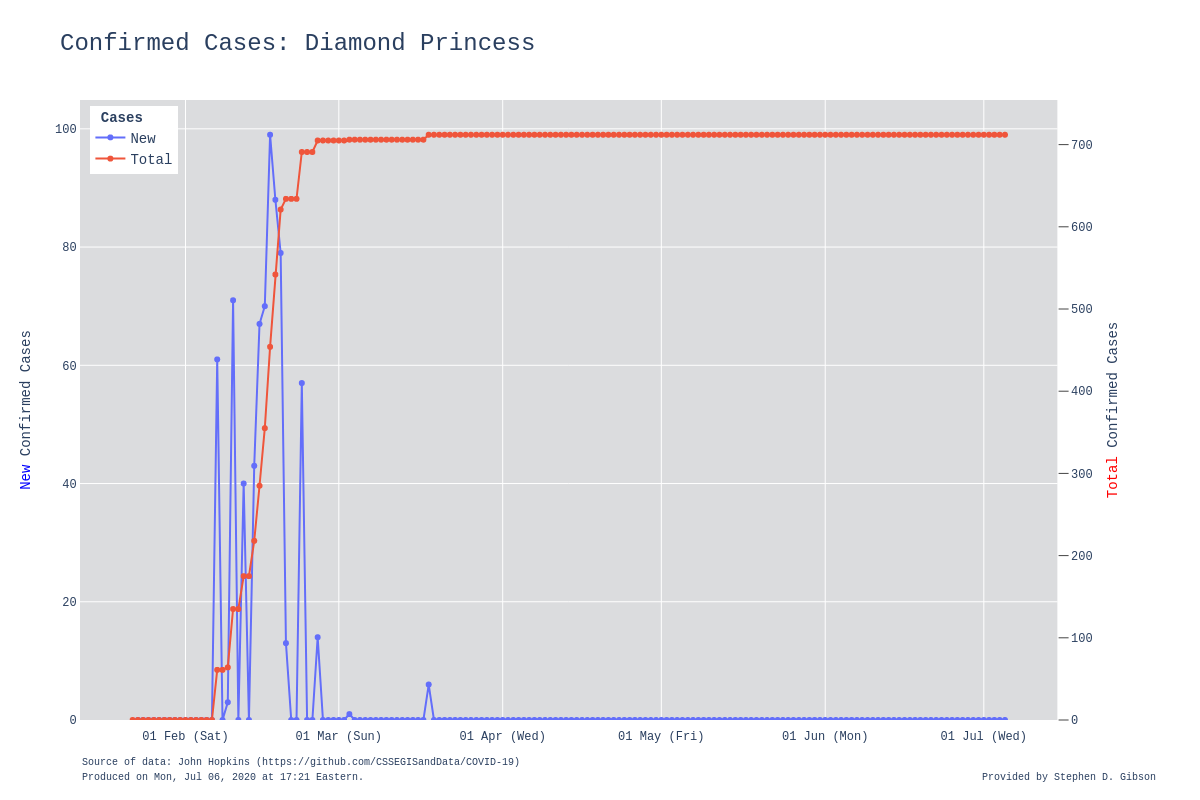 Confirmed Cases: Diamond Princess
Cases
New
Total
100
80
60
40
20
0
700
600
500
400
300
200
100
0
New Confirmed Cases
Total Confirmed Cases
01 Feb (Sat) 01 Mar (Sun) 01 Apr (Wed) 01 May (Fri) 01 Jun (Mon) 01 Jul (Wed)
Source of data: John Hopkins (https://github.com/CSSEGISandData/COVID-19)
Produced on Mon, Jul 06, 2020 at 17:21 Eastern.
Provided by Stephen D. Gibson